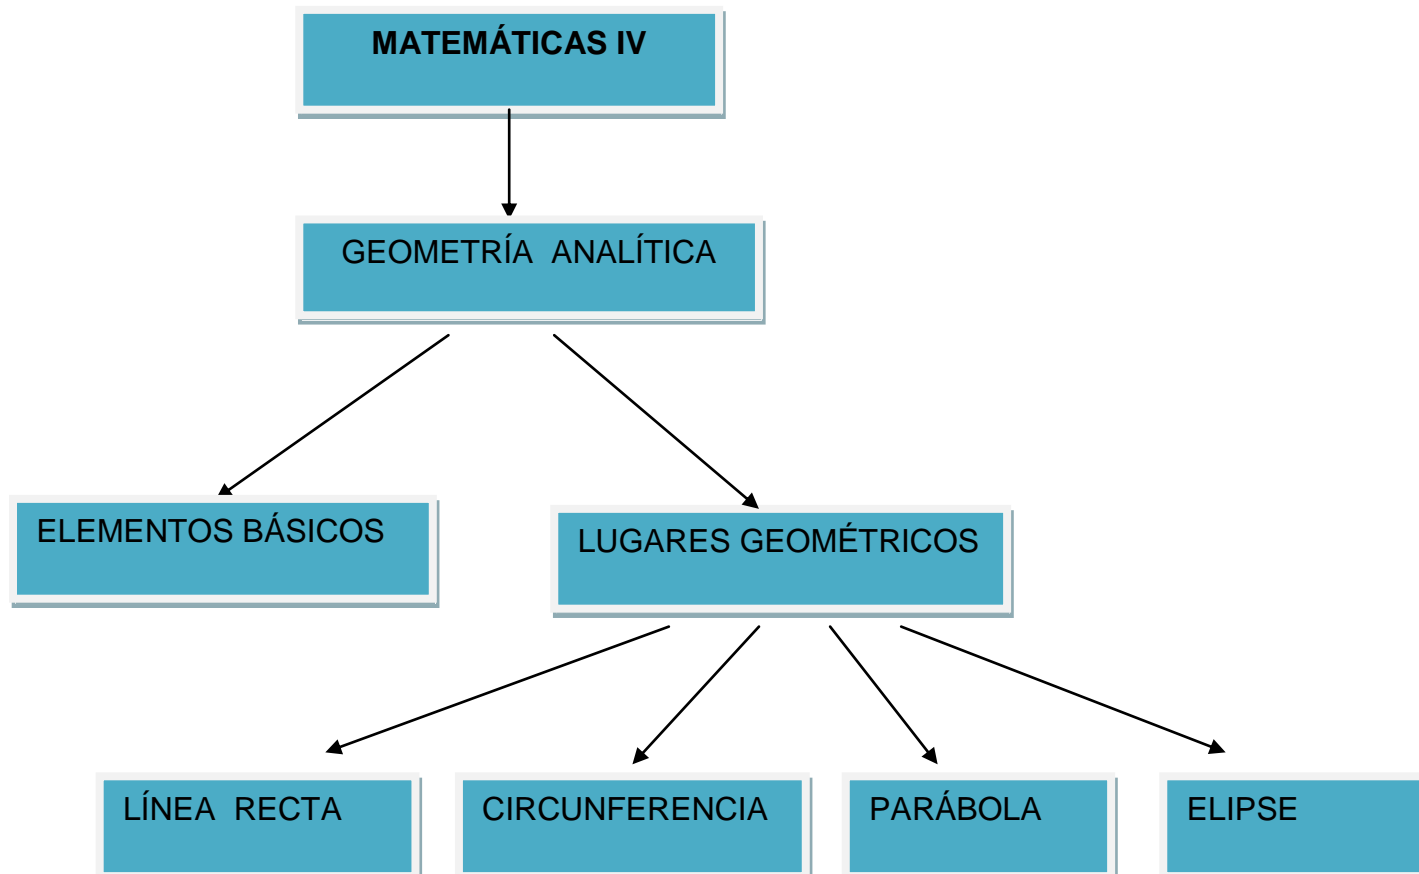 MATEMÁTICAS IV
GEOMETRÍA ANALÍTICA
ELEMENTOS BÁSICOS
LUGARES GEOMÉTRICOS
LÍNEA RECTA
CIRCUNFERENCIA
PARÁBOLA
ELIPSE